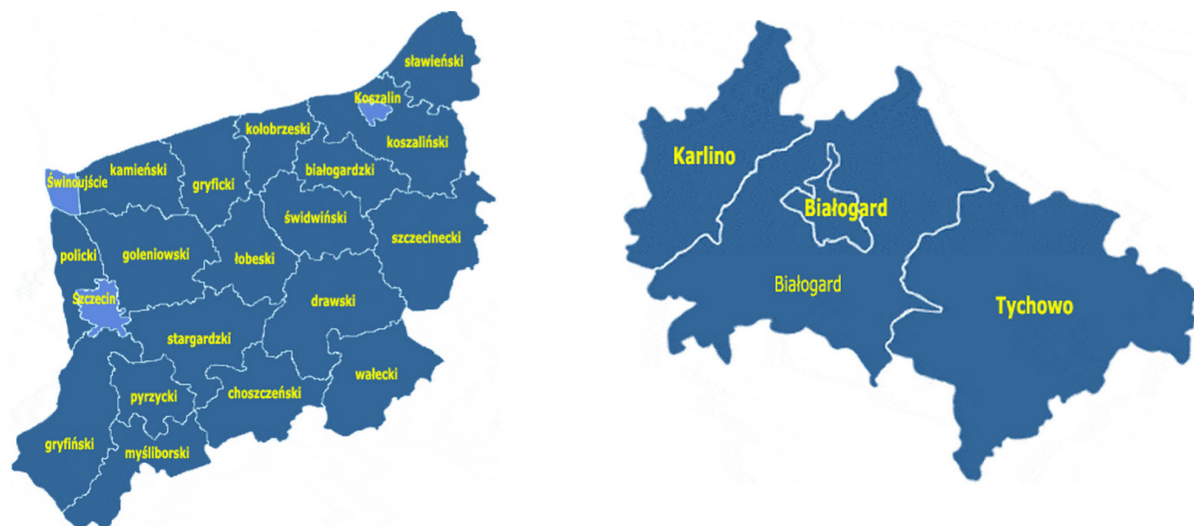 sławieński
Koszalin
kołobrzeski
koszaliński
kamieński
gryficki
białogardzki
Świnoujście
świdwiński
szczecinecki
policki
goleniowski
łobeski
Szczecin
drawski
stargardzki
wałecki
pyrzycki
choszczeński
gryfiński
myśliborski
Karlino
Białogard
Białogard
Tychowo